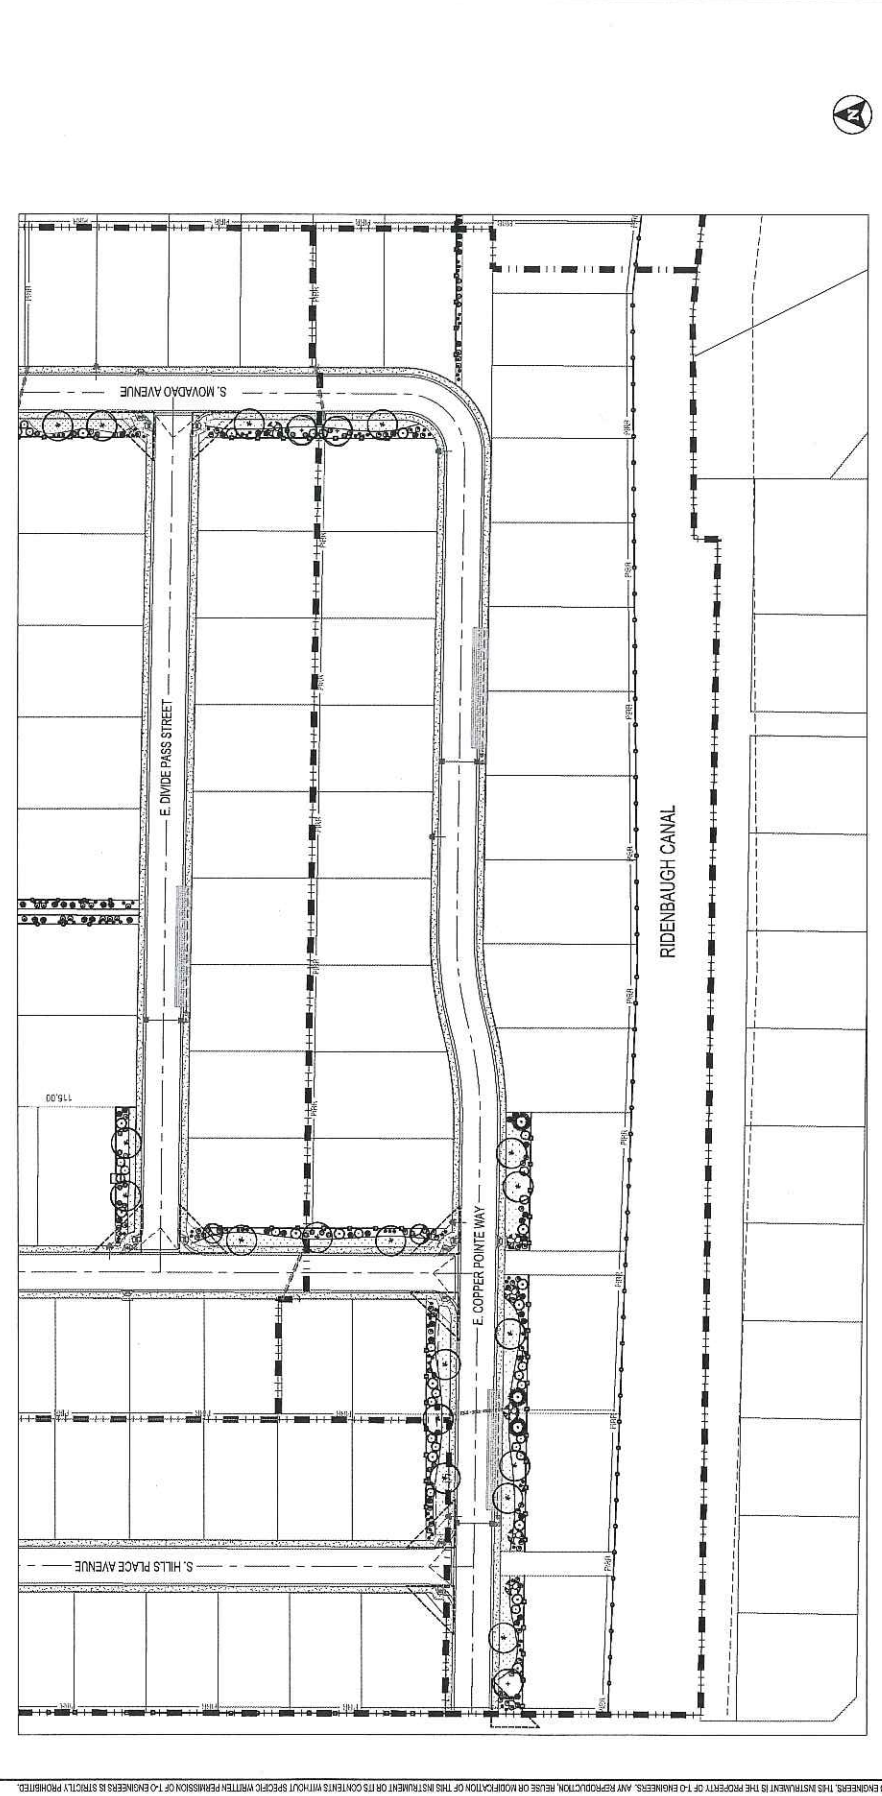 N
S. MOVADAO AVENUE
E. DIVIDE PASS STREET
RIDENBAUGH CANAL
115.00
E. COPPER POINTE WAY
S. HILLS PLACE AVENUE
ENGINEERS. THIS INSTRUMENT IS THE PROPERTY OF T-O ENGINEERS. ANY REPRODUCTION, REUSE OR MODIFICATION OF THIS INSTRUMENT OR ITS CONTENTS WITHOUT SPECIFIC WRITTEN PERMISSION OF T-O ENGINEERS IS STRICTLY PROHIBITED.